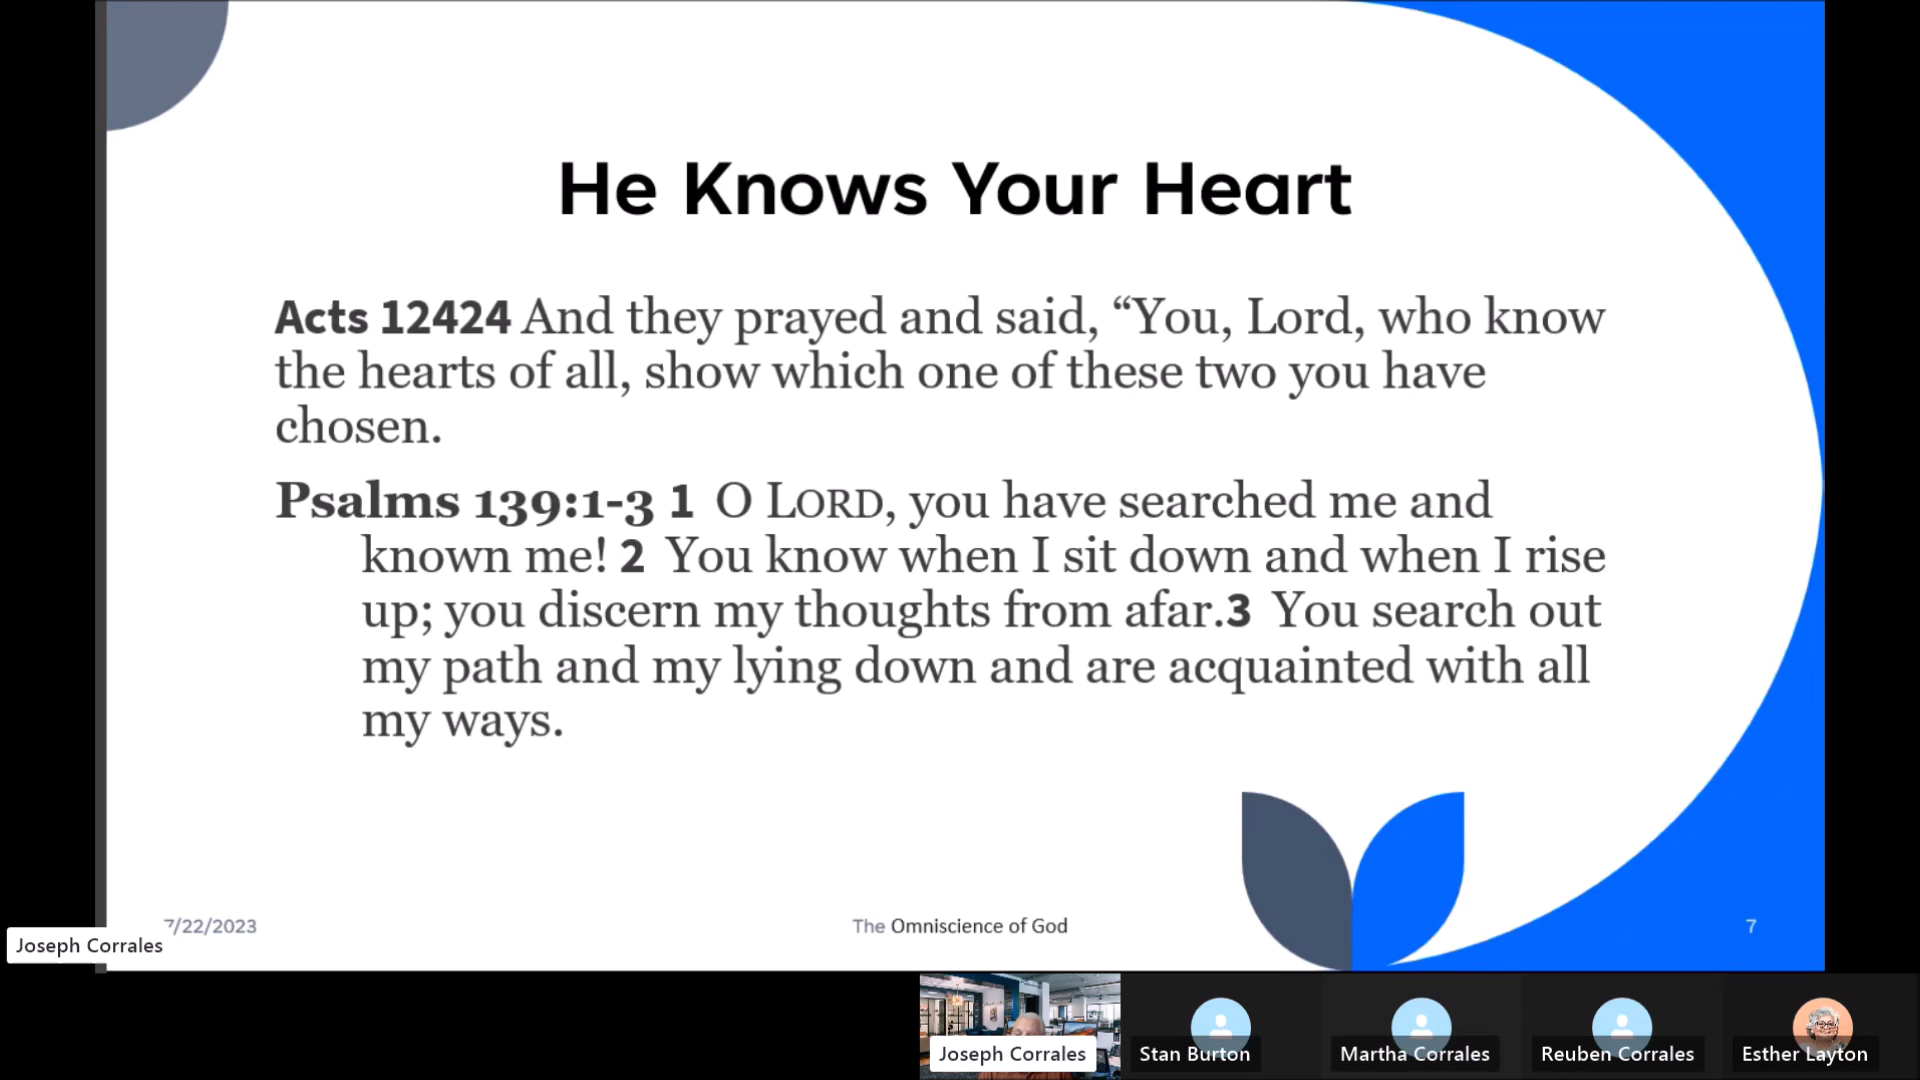 He Knows Your Heart
Acts 12424 And they prayed and said, “You, Lord, who know
the hearts of all, show which one of these two you have
chosen.
Psalms 139:1-3 1 O LORD, you have searched me and
known me! 2 You know when I sit down and when I rise
up; you discern my thoughts from afar.3 You search out
my path and my lying down and are acquainted with all
my ways.
7/22/2023
The Omniscience of God
7
Joseph Corrales
Joseph Corrales
Stan Burton
Martha Corrales
Reuben Corrales
Esther Layton